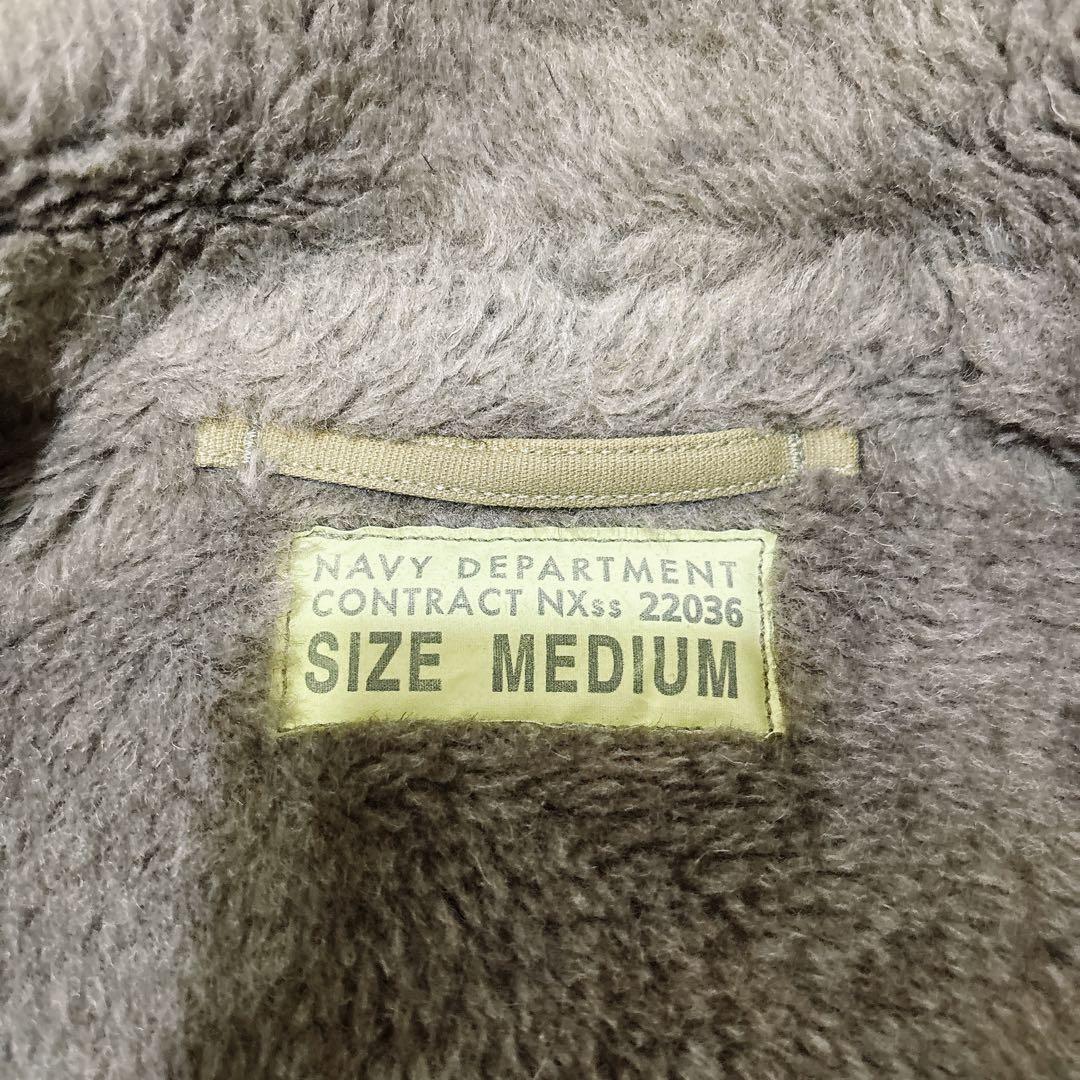 NAVY DEPARTMENT
CONTRACT NXss 22036
SIZE MEDIUM